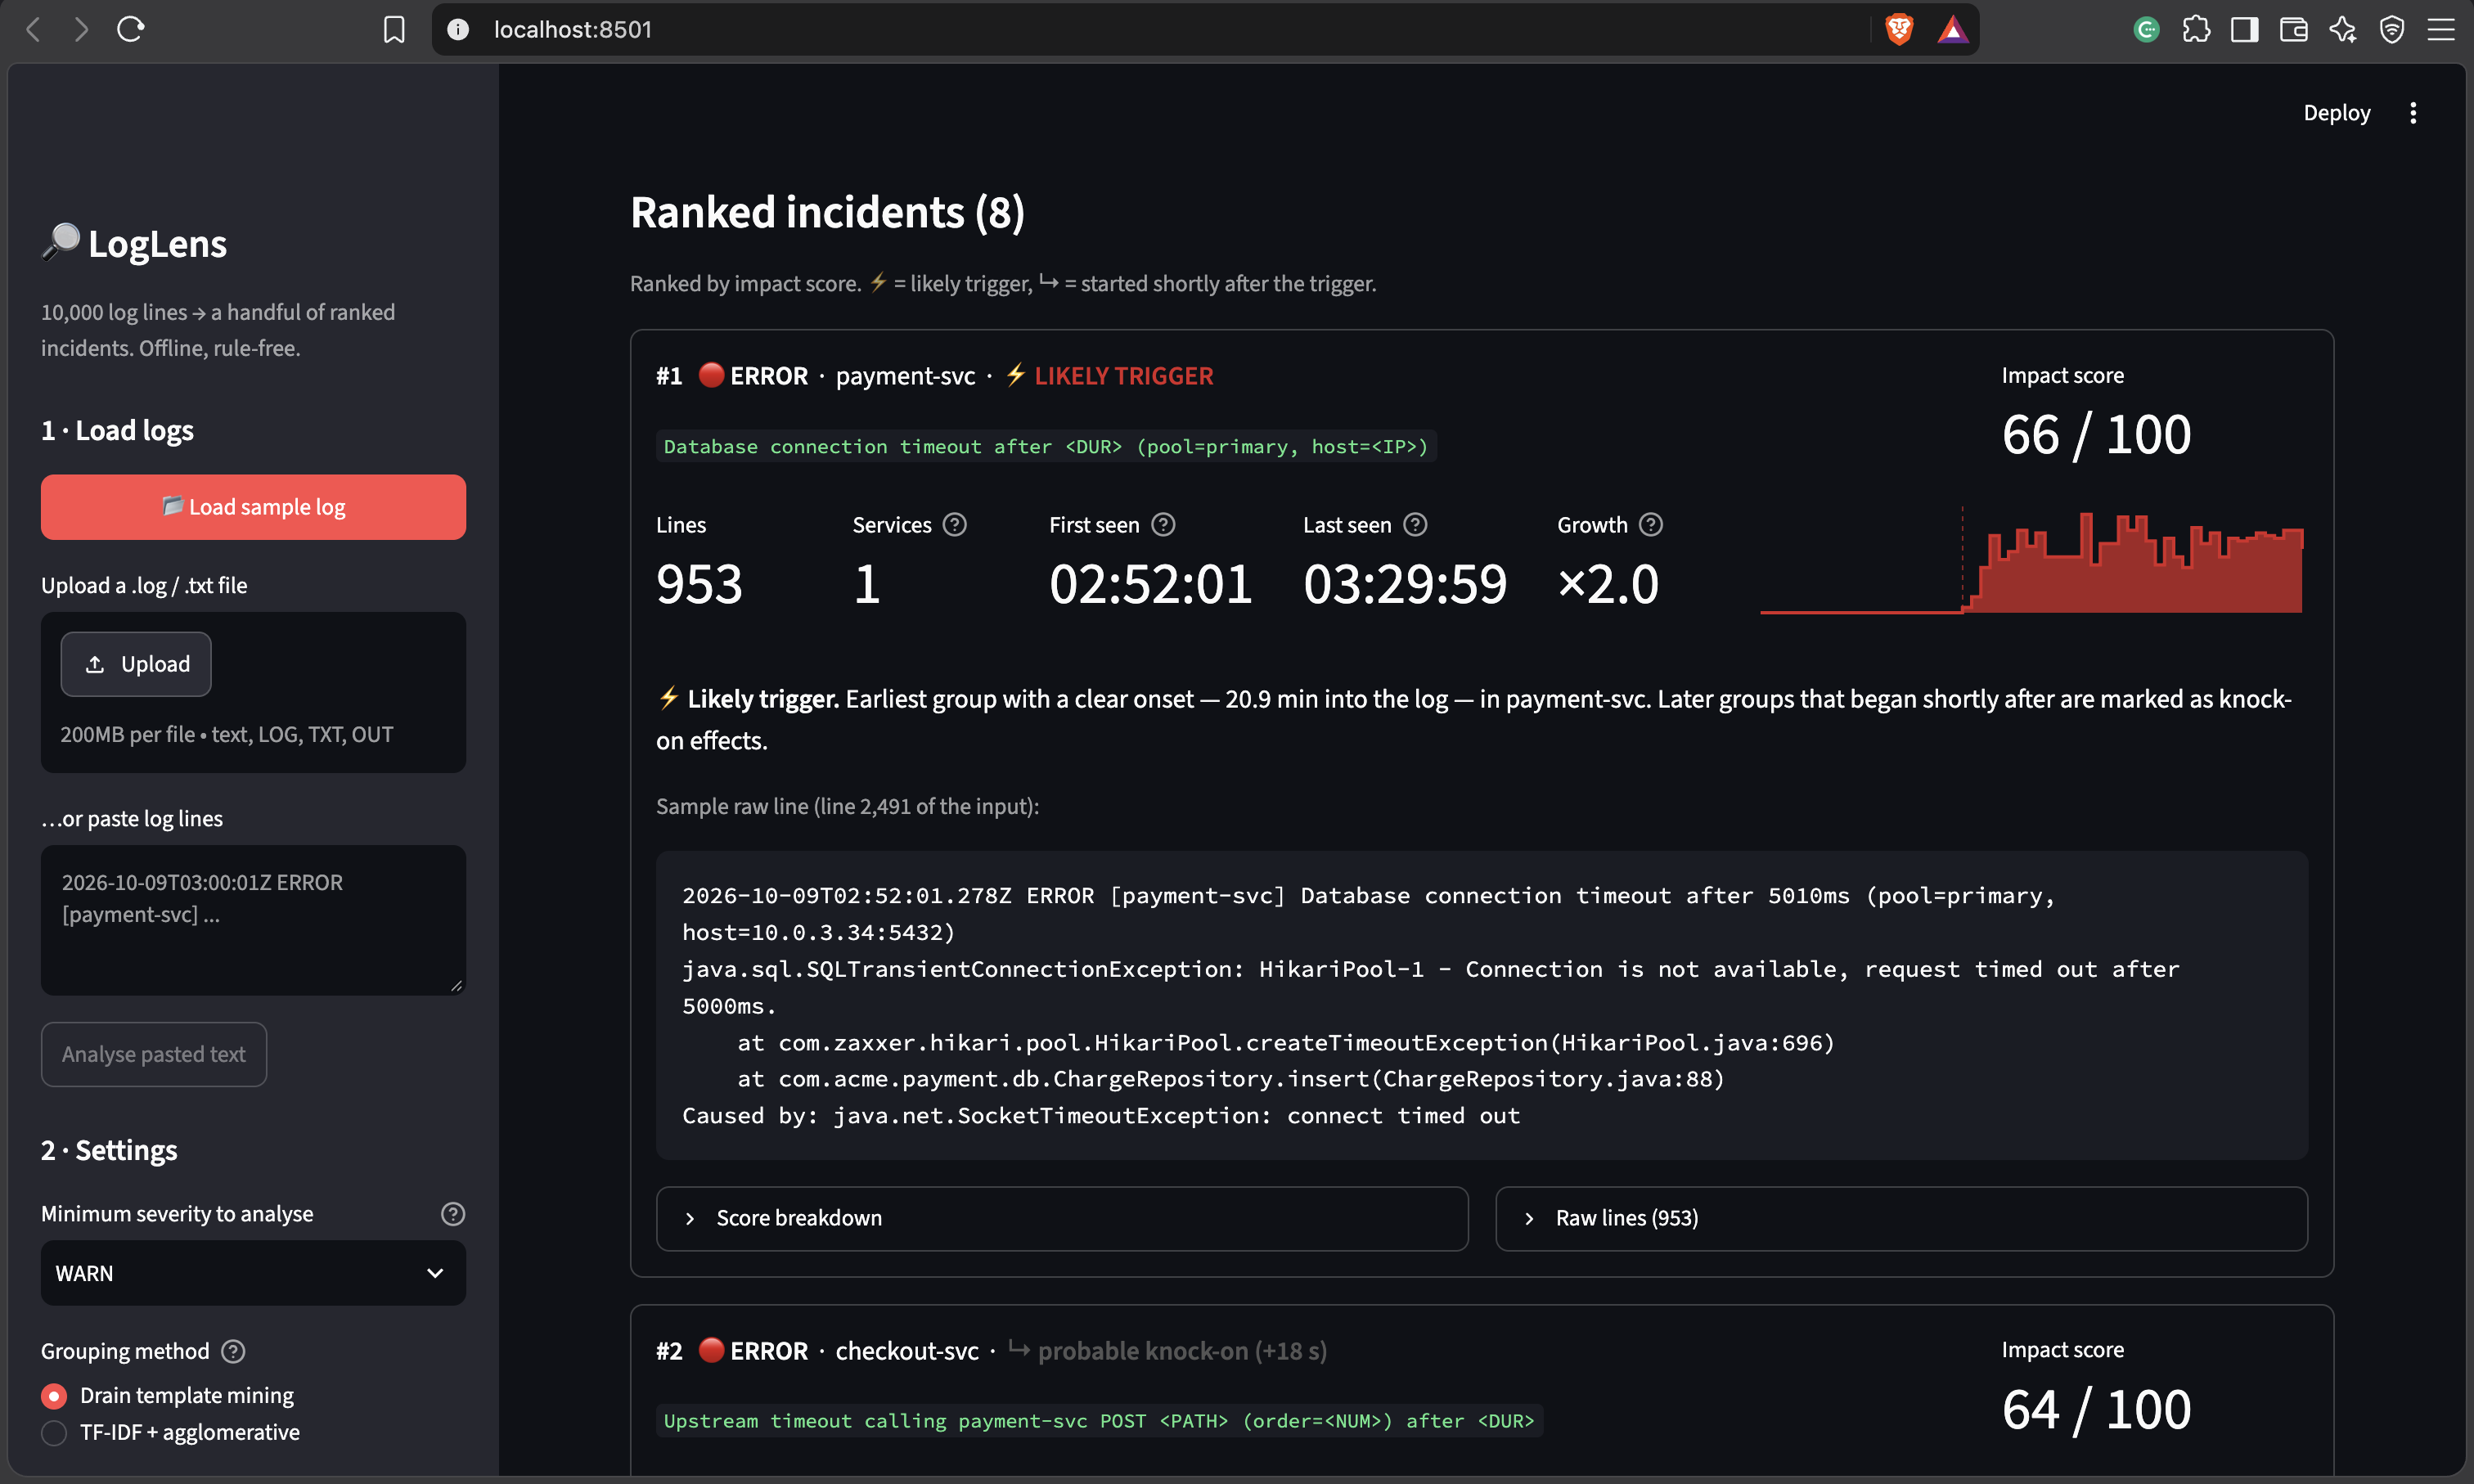 localhost:8501
Deploy
LogLens
10,000 log lines → a handful of ranked
incidents. Offline, rule-free.
1 · Load logs
Load sample log
Upload a .log / .txt file
Upload
200MB per file • text, LOG, TXT, OUT
...or paste log lines
2026-10-09T03:00:01Z ERROR
[payment-svc] ...
Analyse pasted text
2 · Settings
Minimum severity to analyse
WARN
Grouping method
Drain template mining
TF-IDF + agglomerative
Ranked incidents (8)
Ranked by impact score. ⚡ = likely trigger, ↳ = started shortly after the trigger.
#1 🔴 ERROR · payment-svc · ⚡ LIKELY TRIGGER
Impact score
66 / 100
Database connection timeout after <DUR> (pool=primary, host=<IP>)
Lines Services First seen Last seen Growth
953 1 02:52:01 03:29:59 ×2.0
⚡ Likely trigger. Earliest group with a clear onset — 20.9 min into the log — in payment-svc. Later groups that began shortly after are marked as knock-
on effects.
Sample raw line (line 2,491 of the input):
2026-10-09T02:52:01.278Z ERROR [payment-svc] Database connection timeout after 5010ms (pool=primary,
host=10.0.3.34:5432)
java.sql.SQLTransientConnectionException: HikariPool-1 - Connection is not available, request timed out after
5000ms.
at com.zaxxer.hikari.pool.HikariPool.createTimeoutException(HikariPool.java:696)
at com.acme.payment.db.ChargeRepository.insert(ChargeRepository.java:88)
Caused by: java.net.SocketTimeoutException: connect timed out
Score breakdown
Raw lines (953)
#2 🔴 ERROR · checkout-svc · ↳ probable knock-on (+18 s)
Impact score
64 / 100
Upstream timeout calling payment-svc POST <PATH> (order=<NUM>) after <DUR>